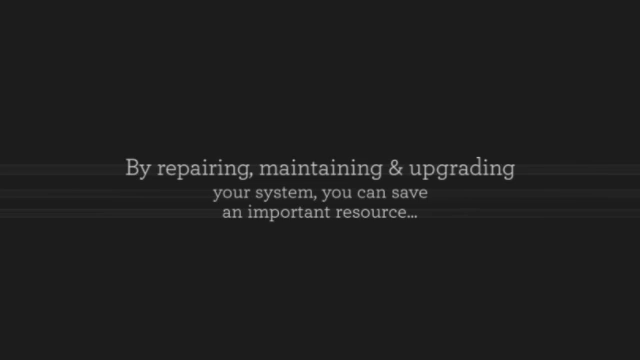 By repairing, maintaining & upgrading
your system, you can save
an important resource...